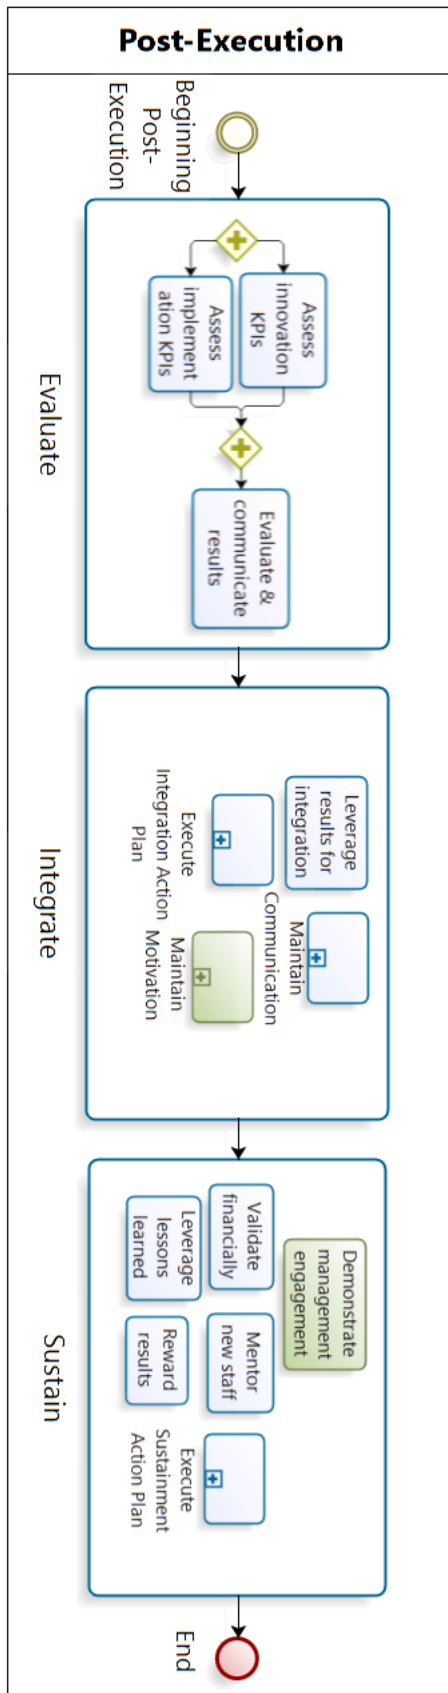 Post-Execution
Beginning
Post-
Execution
Assess
innovation
KPIs
Assess
implement
ation KPIs
Evaluate &
communicate
results
Evaluate
Leverage
results for
integration
Maintain
Communication
Execute
Integration Action
Plan
Maintain
Motivation
Integrate
Demonstrate
management
engagement
Validate
financially
Mentor
new staff
Leverage
lessons
learned
Reward
results
Execute
Sustainment
Action Plan
Sustain
End